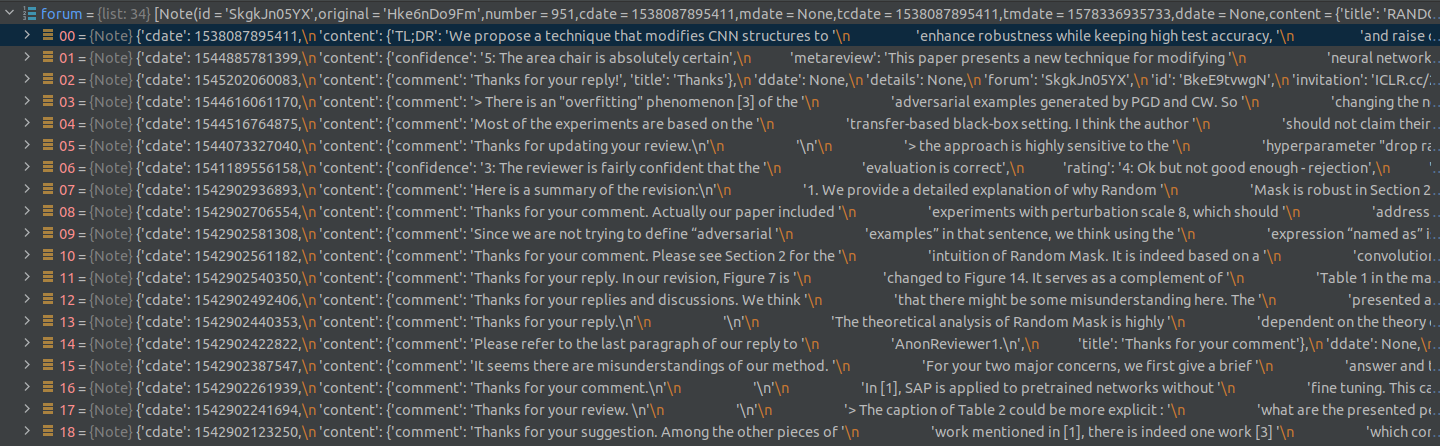 forum = {list: 34} [Note(id = 'SkgkJn05YX',original = 'Hke6nDo9Fm',number = 951,cdate = 1538087895411,mdate = None,tcdate = 1538087895411,tmdate = 1578336935733,ddate = None,content = {'title': 'RANDO
00 = {Note} {'cdate': 1538087895411,\n 'content': {'TL;DR': 'We propose a technique that modifies CNN structures to '\n 'enhance robustness while keeping high test accuracy, '\n 'and raise
01 = {Note} {'cdate': 1544885781399,\n 'content': {'confidence': '5: The area chair is absolutely certain',\n 'metareview': 'This paper presents a new technique for modifying '\n 'neural network
02 = {Note} {'cdate': 1545202060083,\n 'content': {'comment': 'Thanks for your reply!', 'title': 'Thanks'},\n 'ddate': None,\n 'details': None,\n 'forum': 'SkgkJn05YX',\n 'id': 'BkeE9tvwgN',\n 'invitation': 'ICLR.cc/
03 = {Note} {'cdate': 1544616061170,\n 'content': {'comment': '> There is an "overfitting" phenomenon [3] of the '\n 'adversarial examples generated by PGD and CW. So '\n 'changing the n
04 = {Note} {'cdate': 1544516764875,\n 'content': {'comment': 'Most of the experiments are based on the '\n 'transfer-based black-box setting. I think the author '\n 'should not claim their
05 = {Note} {'cdate': 1544073327040,\n 'content': {'comment': 'Thanks for updating your review.\n'\n '\n'\n '> the approach is highly sensitive to the '\n 'hyperparameter "drop ra
06 = {Note} {'cdate': 1541189556158,\n 'content': {'confidence': '3: The reviewer is fairly confident that the '\n 'evaluation is correct',\n 'rating': '4: Ok but not good enough - rejection',\n '
07 = {Note} {'cdate': 1542902936893,\n 'content': {'comment': 'Here is a summary of the revision:\n'\n '1. We provide a detailed explanation of why Random '\n 'Mask is robust in Section 2
08 = {Note} {'cdate': 1542902706554,\n 'content': {'comment': 'Thanks for your comment. Actually our paper included '\n 'experiments with perturbation scale 8, which should '\n 'address
09 = {Note} {'cdate': 1542902581308,\n 'content': {'comment': 'Since we are not trying to define “adversarial '\n 'examples” in that sentence, we think using the '\n 'expression “named as” i
10 = {Note} {'cdate': 1542902561182,\n 'content': {'comment': 'Thanks for your comment. Please see Section 2 for the '\n 'intuition of Random Mask. It is indeed based on a '\n 'convolution
11 = {Note} {'cdate': 1542902540350,\n 'content': {'comment': 'Thanks for your reply. In our revision, Figure 7 is '\n 'changed to Figure 14. It serves as a complement of '\n 'Table 1 in the ma
12 = {Note} {'cdate': 1542902492406,\n 'content': {'comment': 'Thanks for your replies and discussions. We think '\n 'that there might be some misunderstanding here. The '\n 'presented a
13 = {Note} {'cdate': 1542902440353,\n 'content': {'comment': 'Thanks for your reply.\n'\n '\n'\n 'The theoretical analysis of Random Mask is highly '\n 'dependent on the theory
14 = {Note} {'cdate': 1542902422822,\n 'content': {'comment': 'Please refer to the last paragraph of our reply to '\n 'AnonReviewer1.\n',\n 'title': 'Thanks for your comment'},\n 'ddate': None,\n
15 = {Note} {'cdate': 1542902387547,\n 'content': {'comment': 'It seems there are misunderstandings of our method. '\n 'For your two major concerns, we first give a brief '\n 'answer and
16 = {Note} {'cdate': 1542902261939,\n 'content': {'comment': 'Thanks for your comment.\n'\n '\n'\n 'In [1], SAP is applied to pretrained networks without '\n 'fine tuning. This ca
17 = {Note} {'cdate': 1542902241694,\n 'content': {'comment': 'Thanks for your review. \n'\n '\n'\n '> The caption of Table 2 could be more explicit : '\n 'what are the presented pe
18 = {Note} {'cdate': 1542902123250,\n 'content': {'comment': 'Thanks for your suggestion. Among the other pieces of '\n 'work mentioned in [1], there is indeed one work [3] '\n 'which cor